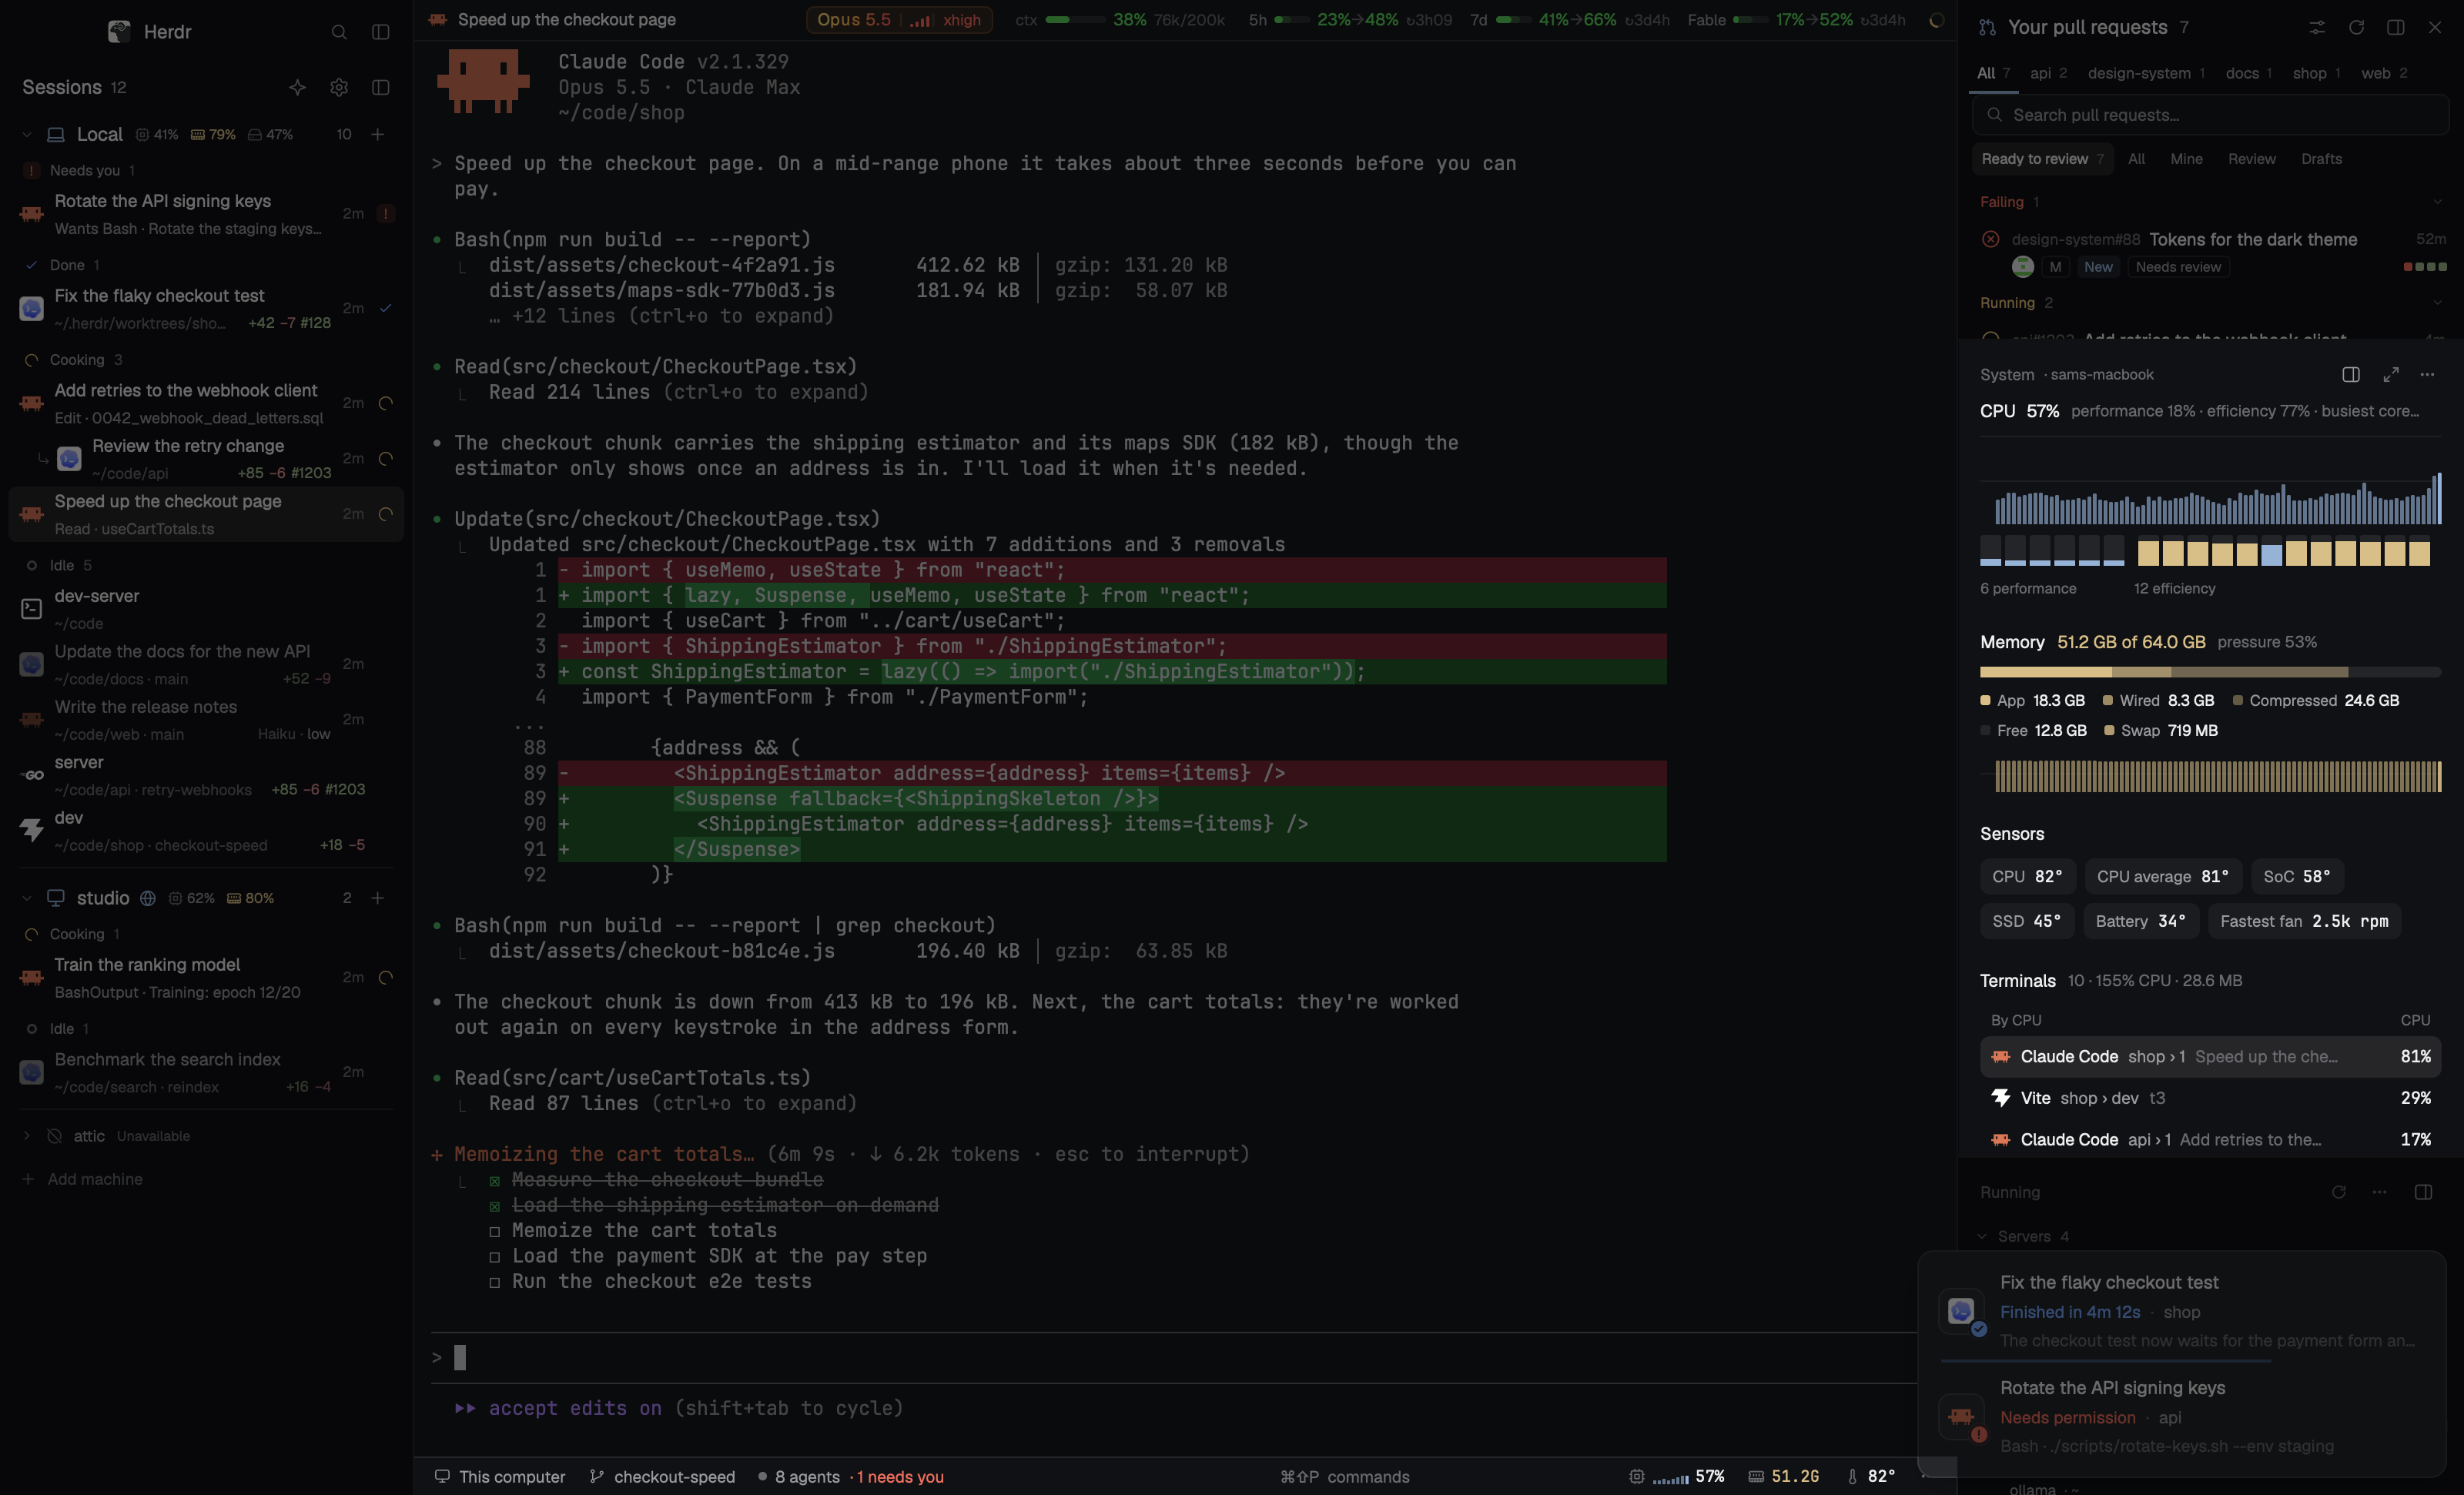 Herdr
Sessions 12
Local 41% 79% 47% 10
Needs you 1
Rotate the API signing keys 2m
Wants Bash · Rotate the staging keys...
Done 1
Fix the flaky checkout test 2m
~/.herdr/worktrees/sho... +42 −7 #128
Cooking 3
Add retries to the webhook client 2m
Edit · 0042_webhook_dead_letters.sql
Review the retry change 2m
~/code/api +85 −6 #1203
Speed up the checkout page 2m
Read · useCartTotals.ts
Idle 5
dev-server
~/code
Update the docs for the new API 2m
~/code/docs · main +52 −9
Write the release notes 2m
~/code/web · main Haiku · low
server
~/code/api · retry-webhooks +85 −6 #1203
dev
~/code/shop · checkout-speed +18 −5
studio 62% 80% 2
Cooking 1
Train the ranking model 2m
BashOutput · Training: epoch 12/20
Idle 1
Benchmark the search index 2m
~/code/search · reindex +16 −4
attic Unavailable
+ Add machine
Speed up the checkout page Opus 5.5 xhigh ctx 38% 76k/200k 5h 23%→48% ↻3h09 7d 41%→66% ↻3d4h Fable 17%→52% ↻3d4h
Claude Code v2.1.329
Opus 5.5 · Claude Max
~/code/shop
> Speed up the checkout page. On a mid-range phone it takes about three seconds before you can
pay.
Bash(npm run build -- --report)
dist/assets/checkout-4f2a91.js 412.62 kB │ gzip: 131.20 kB
dist/assets/maps-sdk-77b0d3.js 181.94 kB │ gzip: 58.07 kB
… +12 lines (ctrl+o to expand)
Read(src/checkout/CheckoutPage.tsx)
Read 214 lines (ctrl+o to expand)
The checkout chunk carries the shipping estimator and its maps SDK (182 kB), though the
estimator only shows once an address is in. I'll load it when it's needed.
Update(src/checkout/CheckoutPage.tsx)
Updated src/checkout/CheckoutPage.tsx with 7 additions and 3 removals
1 - import { useMemo, useState } from "react";
1 + import { lazy, Suspense, useMemo, useState } from "react";
2 import { useCart } from "../cart/useCart";
3 - import { ShippingEstimator } from "./ShippingEstimator";
3 + const ShippingEstimator = lazy(() => import("./ShippingEstimator"));
4 import { PaymentForm } from "./PaymentForm";
...
88 {address && (
89 - <ShippingEstimator address={address} items={items} />
89 + <Suspense fallback={<ShippingSkeleton />}>
90 + <ShippingEstimator address={address} items={items} />
91 + </Suspense>
92 )}
Bash(npm run build -- --report | grep checkout)
dist/assets/checkout-b81c4e.js 196.40 kB │ gzip: 63.85 kB
The checkout chunk is down from 413 kB to 196 kB. Next, the cart totals: they're worked
out again on every keystroke in the address form.
Read(src/cart/useCartTotals.ts)
Read 87 lines (ctrl+o to expand)
Memoizing the cart totals… (6m 9s · ↓ 6.2k tokens · esc to interrupt)
Measure the checkout bundle
Load the shipping estimator on demand
Memoize the cart totals
Load the payment SDK at the pay step
Run the checkout e2e tests
>
accept edits on (shift+tab to cycle)
This computer checkout-speed 8 agents · 1 needs you ⌘⇧P commands 57% 51.2G 82°
Your pull requests 7
All 7 api 2 design-system 1 docs 1 shop 1 web 2
Search pull requests...
Ready to review 7 All Mine Review Drafts
Failing 1
design-system#88 Tokens for the dark theme 52m
M New Needs review
Running 2
api#1203 Add retries to the webhook client 4m
System · sams-macbook
CPU 57% performance 18% · efficiency 77% · busiest core...
6 performance 12 efficiency
Memory 51.2 GB of 64.0 GB pressure 53%
App 18.3 GB Wired 8.3 GB Compressed 24.6 GB
Free 12.8 GB Swap 719 MB
Sensors
CPU 82° CPU average 81° SoC 58°
SSD 45° Battery 34° Fastest fan 2.5k rpm
Terminals 10 · 155% CPU · 28.6 MB
By CPU CPU
Claude Code shop › 1 Speed up the che... 81%
Vite shop › dev t3 29%
Claude Code api › 1 Add retries to the... 17%
Running
Servers 4
Fix the flaky checkout test
Finished in 4m 12s · shop
The checkout test now waits for the payment form an...
Rotate the API signing keys
Needs permission · api
Bash · ./scripts/rotate-keys.sh --env staging
ollama · ~